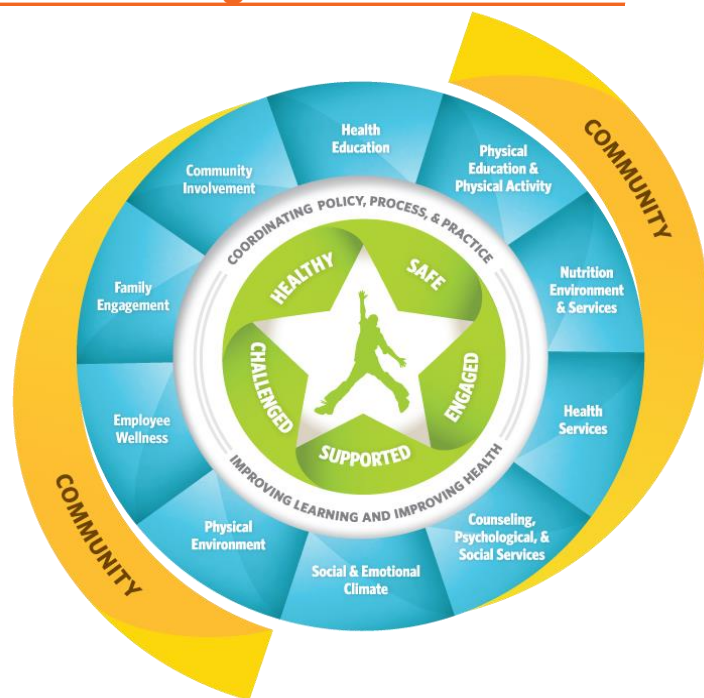 Health
Education
Physical
Education &
Physical Activity
Nutrition
Environment
& Services
Health
Services
Counseling,
Psychological, &
Social Services
Social & Emotional
Climate
Physical
Environment
Employee
Wellness
Family
Engagement
Community
Involvement
COMMUNITY
COMMUNITY
COORDINATING POLICY, PROCESS, & PRACTICE
IMPROVING LEARNING AND IMPROVING HEALTH
HEALTHY
SAFE
ENGAGED
SUPPORTED
CHALLENGED